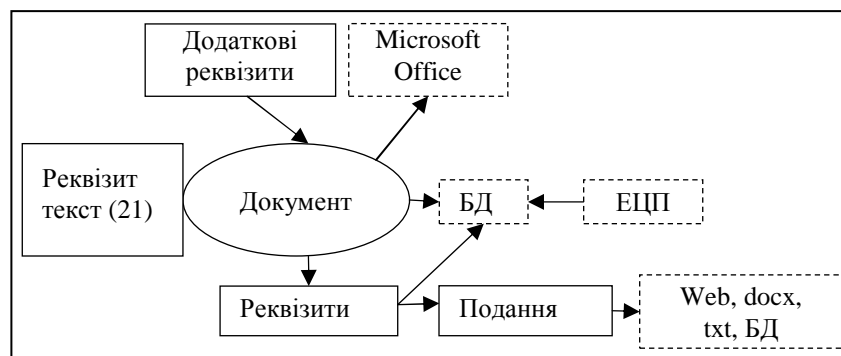 Додаткові
реквізити
Microsoft
Office
Реквізит
текст (21)
Документ
БД
ЕЦП
Реквізити
Подання
Web, docx,
txt, БД